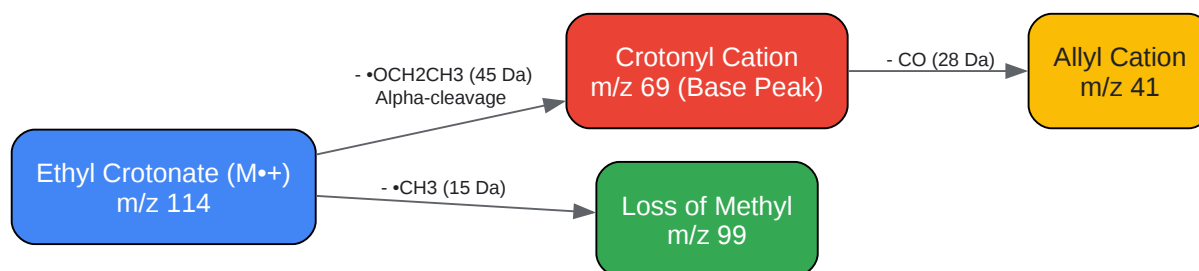 Crotonyl Cation
m/z 69 (Base Peak)
- CO (28 Da)
Allyl Cation
m/z 41
- •OCH2CH3 (45 Da)
Alpha-cleavage
Ethyl Crotonate (M•+)
m/z 114
- •CH3 (15 Da)
Loss of Methyl
m/z 99